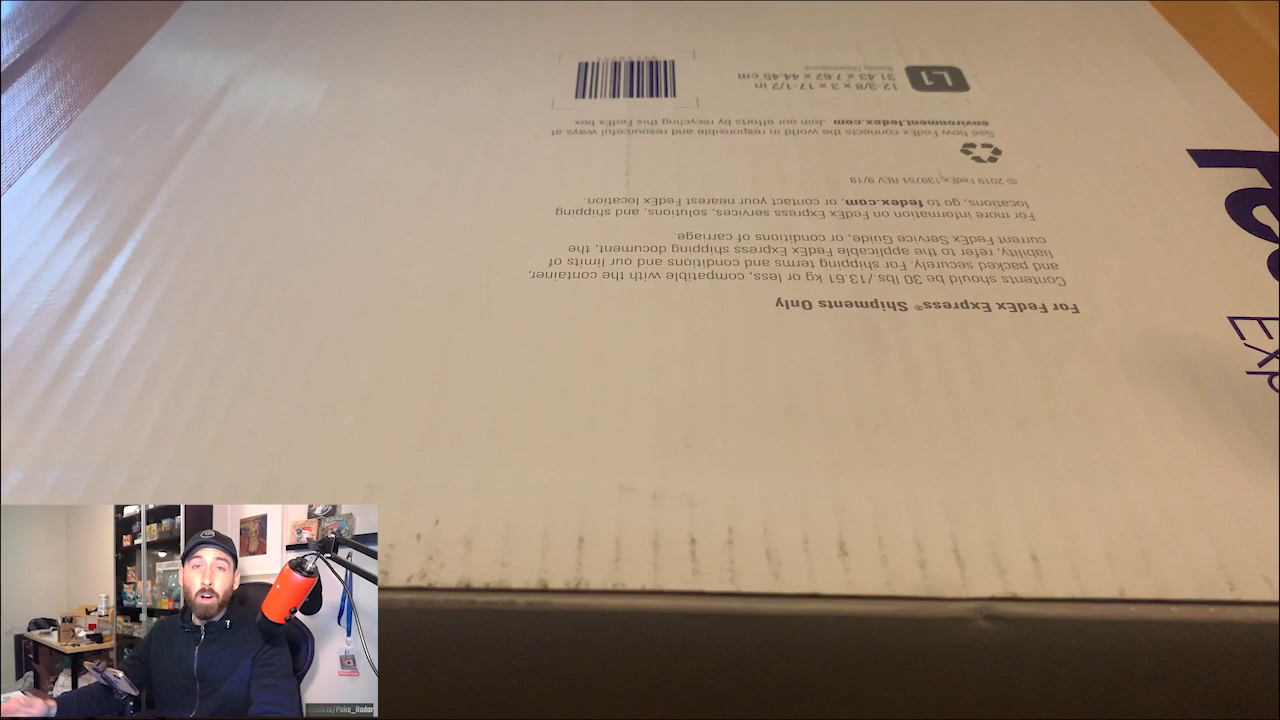 For FedEx Express® Shipments Only
Contents should be 30 lbs./13.61 kg or less, compatible with the container,
and packed securely. For shipping terms and conditions and our limits of
liability, refer to the applicable FedEx Express shipping document, the
current FedEx Service Guide, or conditions of carriage.
For more information on FedEx Express services, solutions, and shipping
locations, go to fedex.com, or contact your nearest FedEx location.
© 2019 FedEx 139751 REV 9/19
See how FedEx connects the world in responsible and resourceful ways at
environment.fedex.com. Join our efforts by recycling this FedEx box
L1
12-3/8 x 3 x 17-1/2 in
31.43 x 7.62 x 44.45 cm
Inside Dimensions
Exp
/Poke_Radar